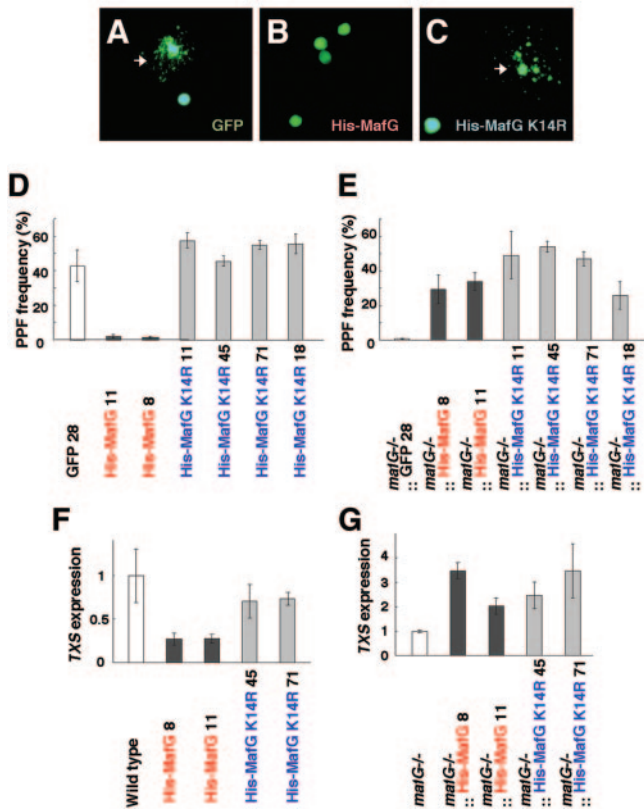 A
B
C
GFP
His-MafG
His-MafG K14R
D
PPF frequency (%)
60
40
20
0
GFP 28
His-MafG 11
His-MafG 8
His-MafG K14R 11
His-MafG K14R 45
His-MafG K14R 71
His-MafG K14R 18
E
PPF frequency (%)
60
40
20
0
mafG-/- :: GFP 28
mafG-/- :: His-MafG 8
mafG-/- :: His-MafG 11
mafG-/- :: His-MafG K14R 11
mafG-/- :: His-MafG K14R 45
mafG-/- :: His-MafG K14R 71
mafG-/- :: His-MafG K14R 18
F
TXS expression
1
0.5
0
Wild type
His-MafG 8
His-MafG 11
His-MafG K14R 45
His-MafG K14R 71
G
TXS expression
4
3
2
1
0
mafG-/-
mafG-/- :: His-MafG 8
mafG-/- :: His-MafG 11
mafG-/- :: His-MafG K14R 45
mafG-/- :: His-MafG K14R 71